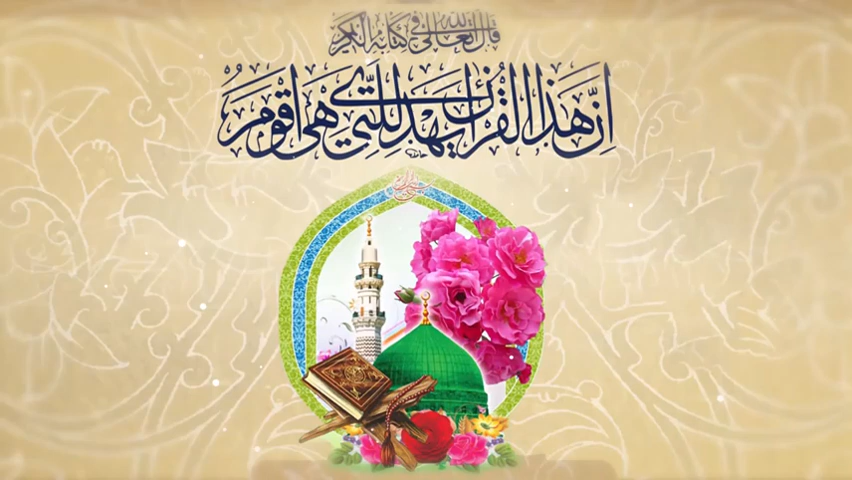 قال الله تعالى في كتابه الكريم
إنّ هذا القرآن يهدي للتي هي أقوم